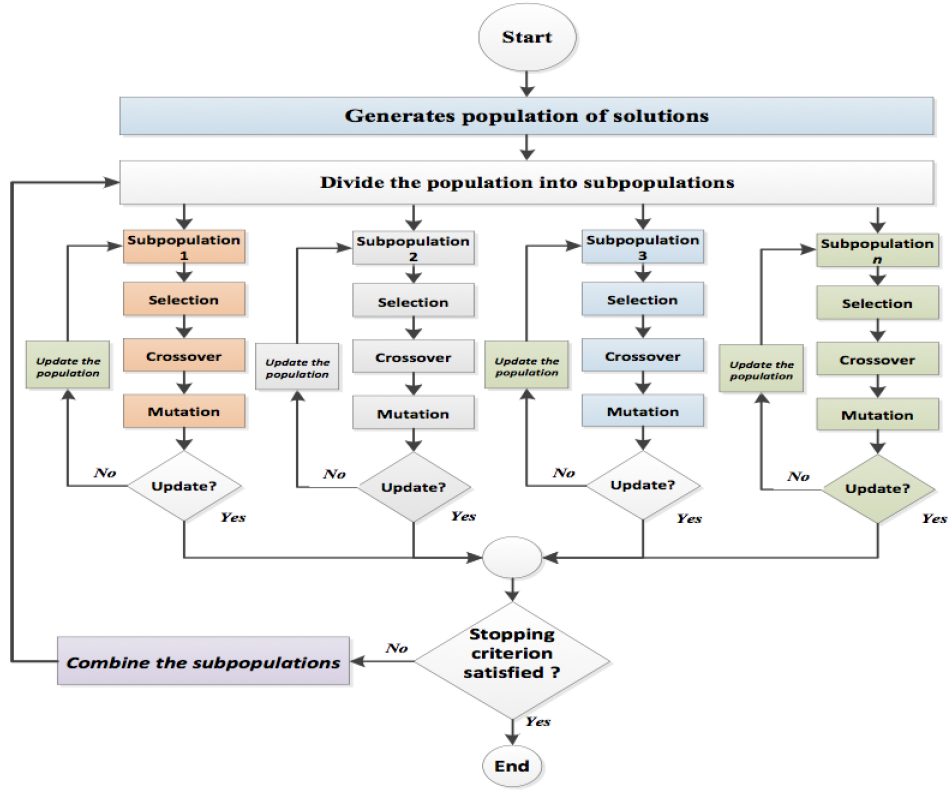 Start
Generates population of solutions
Divide the population into subpopulations
Subpopulation
1
Selection
Crossover
Mutation
Update?
Update the
population
No
Yes
Subpopulation
2
Selection
Crossover
Mutation
Update?
Update the
population
No
Yes
Subpopulation
3
Selection
Crossover
Mutation
Update?
Update the
population
No
Yes
Subpopulation
n
Selection
Crossover
Mutation
Update?
Update the
population
No
Yes
Stopping
criterion
satisfied ?
No
Combine the subpopulations
Yes
End